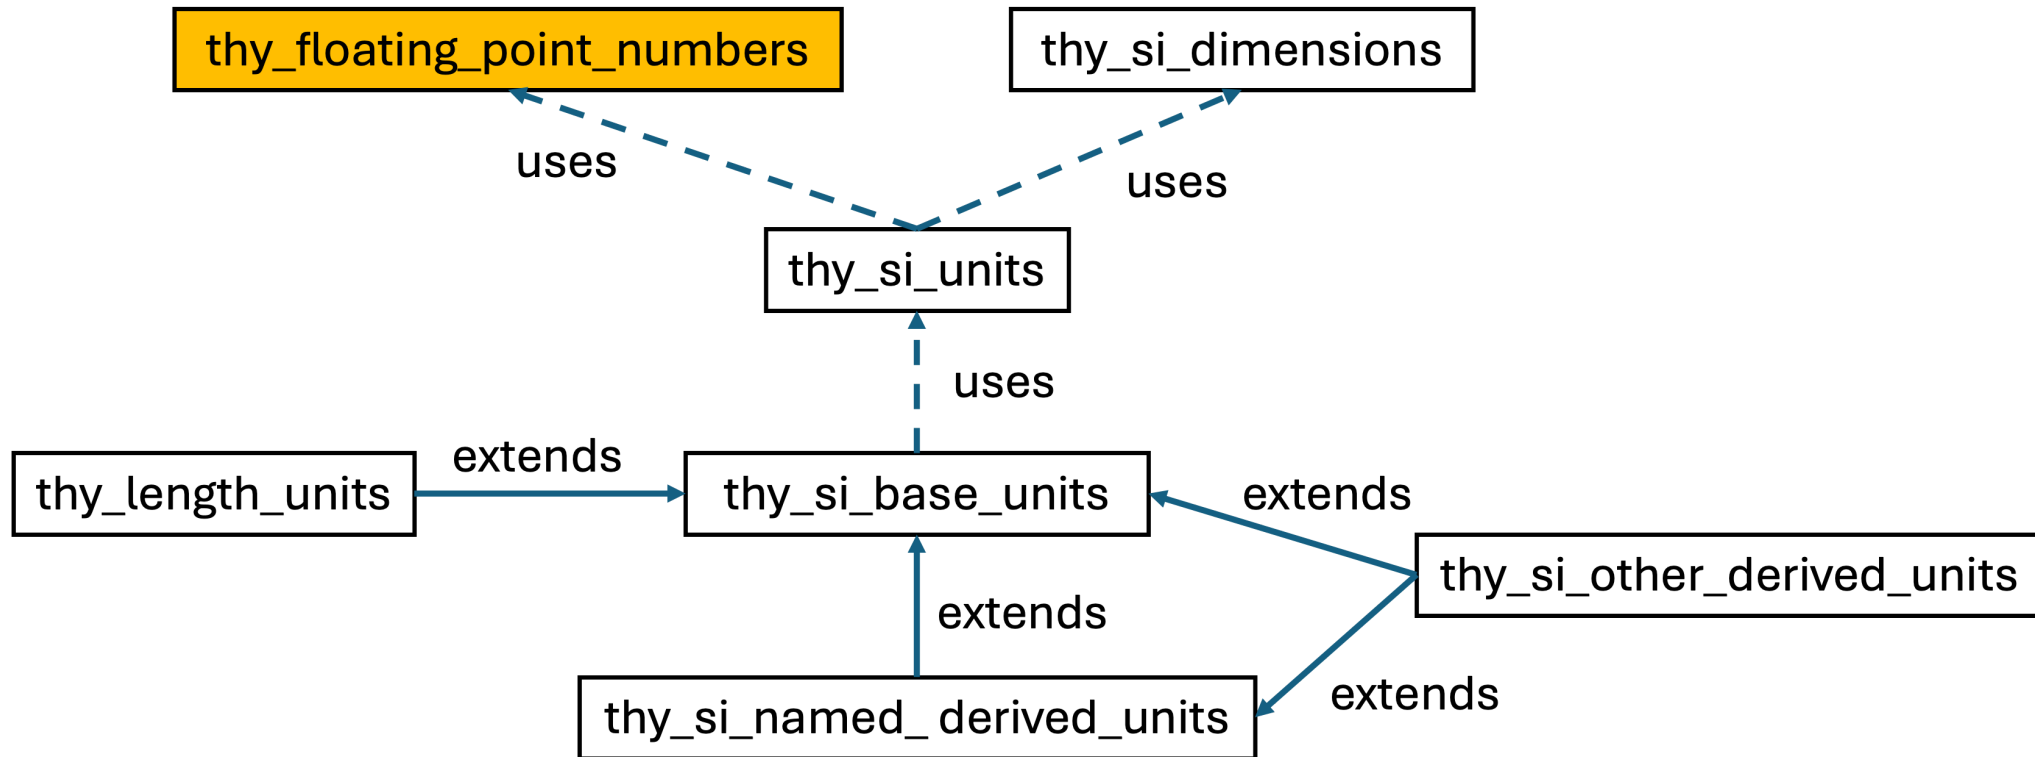 thy_floating_point_numbers
thy_si_dimensions
uses
uses
thy_si_units
uses
extends
thy_length_units
thy_si_base_units
extends
thy_si_other_derived_units
extends
extends
thy_si_named_ derived_units